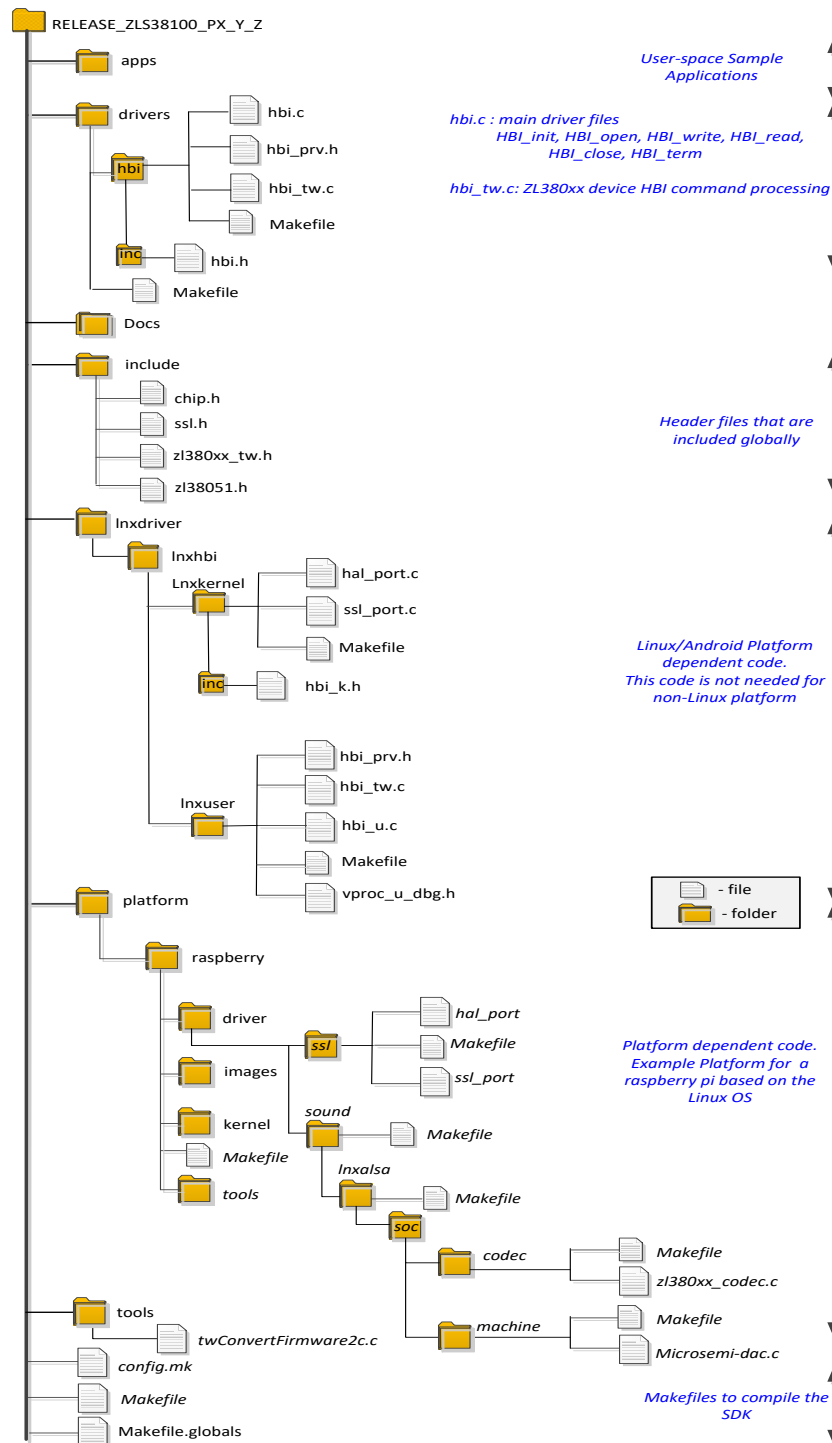 RELEASE_ZLS38100_PX_Y_Z
apps
User-space Sample
Applications
drivers
hbi.c
hbi.c : main driver files
HBI_init, HBI_open, HBI_write, HBI_read,
HBI_close, HBI_term
hbi_prv.h
hbi
hbi_tw.c
hbi_tw.c: ZL380xx device HBI command processing
Makefile
inc
hbi.h
Makefile
Docs
include
chip.h
ssl.h
Header files that are
included globally
zl380xx_tw.h
zl38051.h
lnxdriver
lnxhbi
Lnxkernel
hal_port.c
ssl_port.c
Makefile
Linux/Android Platform
dependent code.
This code is not needed for
non-Linux platform
inc
hbi_k.h
hbi_prv.h
hbi_tw.c
lnxuser
hbi_u.c
Makefile
vproc_u_dbg.h
- file
- folder
platform
raspberry
driver
ssl
hal_port
Makefile
ssl_port
Platform dependent code.
Example Platform for a
raspberry pi based on the
Linux OS
images
kernel
sound
Makefile
Makefile
tools
lnxalsa
Makefile
soc
codec
Makefile
zl380xx_codec.c
machine
Makefile
Microsemi-dac.c
tools
twConvertFirmware2c.c
config.mk
Makefile
Makefile.globals
Makefiles to compile the
SDK